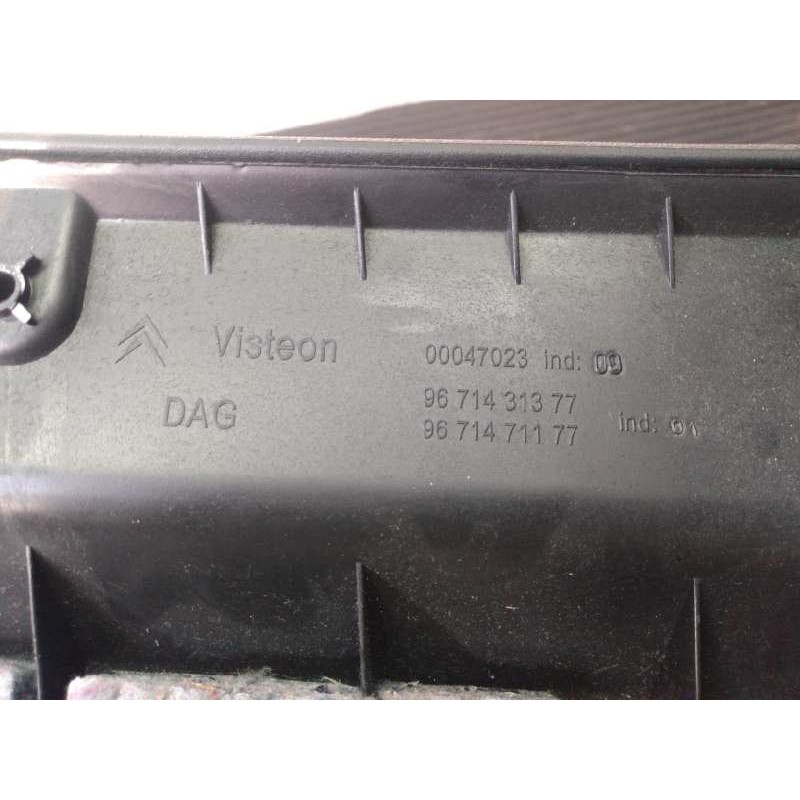 Visteon 00047023 ind: 09
DAG 96 714 313 77
96 714 711 77 ind: 01